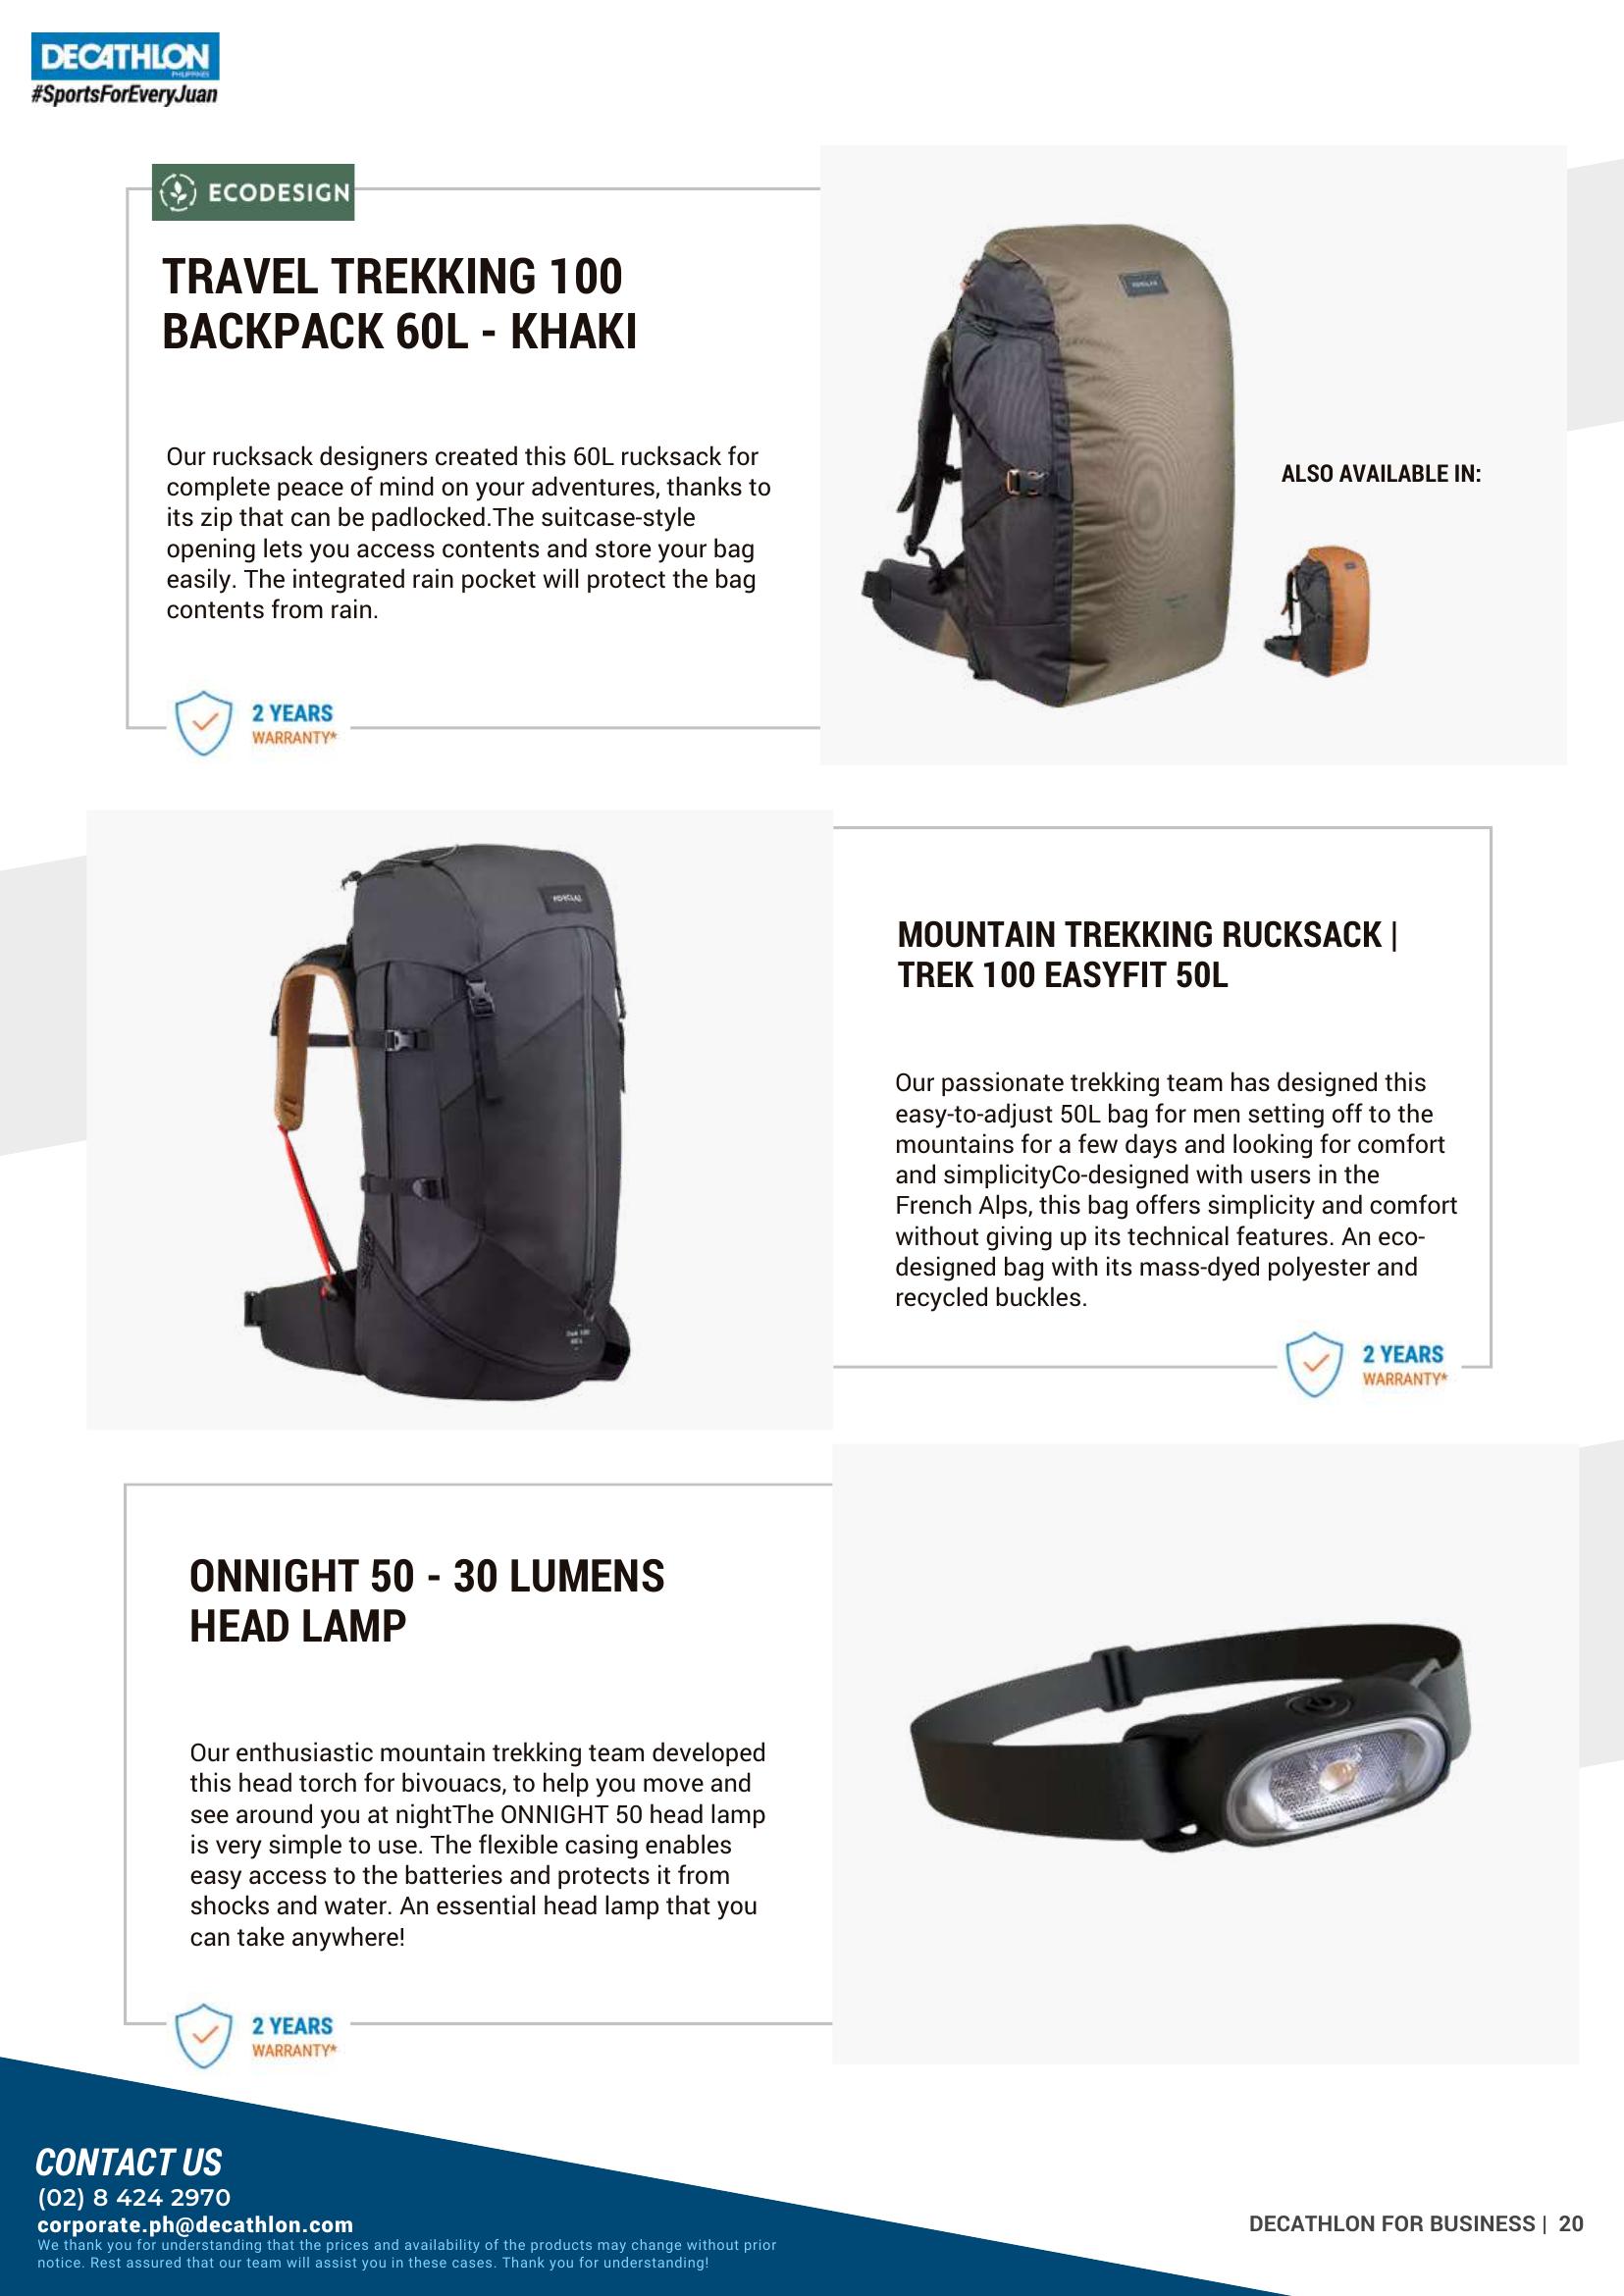 DECATHLON
PHILIPPINES
#SportsForEveryJuan
ECODESIGN
TRAVEL TREKKING 100
BACKPACK 60L - KHAKI
Our rucksack designers created this 60L rucksack for
complete peace of mind on your adventures, thanks to
its zip that can be padlocked.The suitcase-style
opening lets you access contents and store your bag
easily. The integrated rain pocket will protect the bag
contents from rain.
2 YEARS
WARRANTY*
ALSO AVAILABLE IN:
FORCLAZ
MOUNTAIN TREKKING RUCKSACK |
TREK 100 EASYFIT 50L
Our passionate trekking team has designed this
easy-to-adjust 50L bag for men setting off to the
mountains for a few days and looking for comfort
and simplicityCo-designed with users in the
French Alps, this bag offers simplicity and comfort
without giving up its technical features. An eco-
designed bag with its mass-dyed polyester and
recycled buckles.
2 YEARS
WARRANTY*
ONNIGHT 50 - 30 LUMENS
HEAD LAMP
Our enthusiastic mountain trekking team developed
this head torch for bivouacs, to help you move and
see around you at nightThe ONNIGHT 50 head lamp
is very simple to use. The flexible casing enables
easy access to the batteries and protects it from
shocks and water. An essential head lamp that you
can take anywhere!
2 YEARS
WARRANTY*
CONTACT US
(02) 8 424 2970
corporate.ph@decathlon.com
We thank you for understanding that the prices and availability of the products may change without prior
notice. Rest assured that our team will assist you in these cases. Thank you for understanding!
DECATHLON FOR BUSINESS | 20